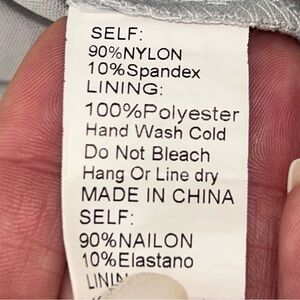 SELF:
90%NYLON
10%Spandex
LINING:
100%Polyester
Hand Wash Cold
Do Not Bleach
Hang Or Line dry
MADE IN CHINA
SELF:
90%NAILON
10%Elastano